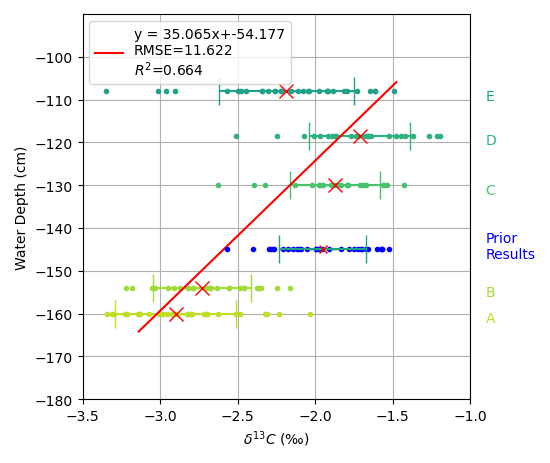 y = 35.065x+-54.177
RMSE=11.622
R²=0.664
−100
−110
−120
−130
−140
−150
−160
−170
−180
Water Depth (cm)
E
D
C
Prior
Results
B
A
−3.5 −3.0 −2.5 −2.0 −1.5 −1.0
δ¹³C (‰)